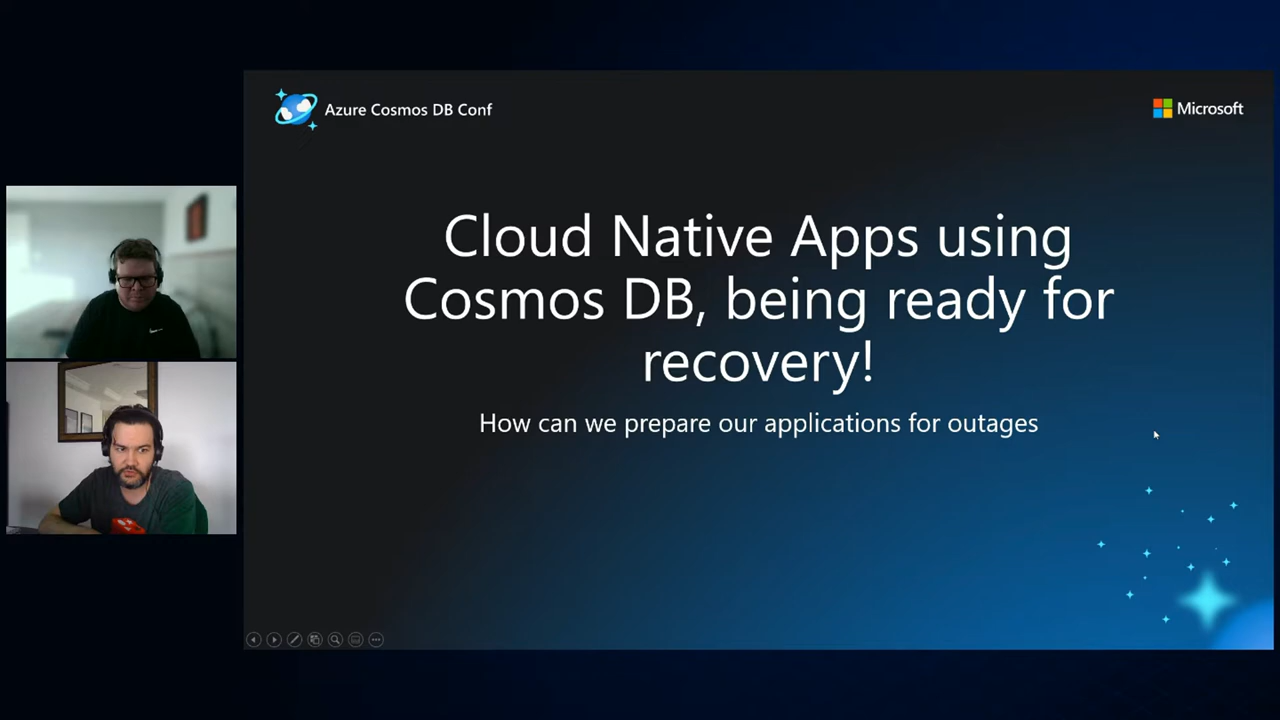 Azure Cosmos DB Conf
Microsoft
Cloud Native Apps using
Cosmos DB, being ready for
recovery!
How can we prepare our applications for outages